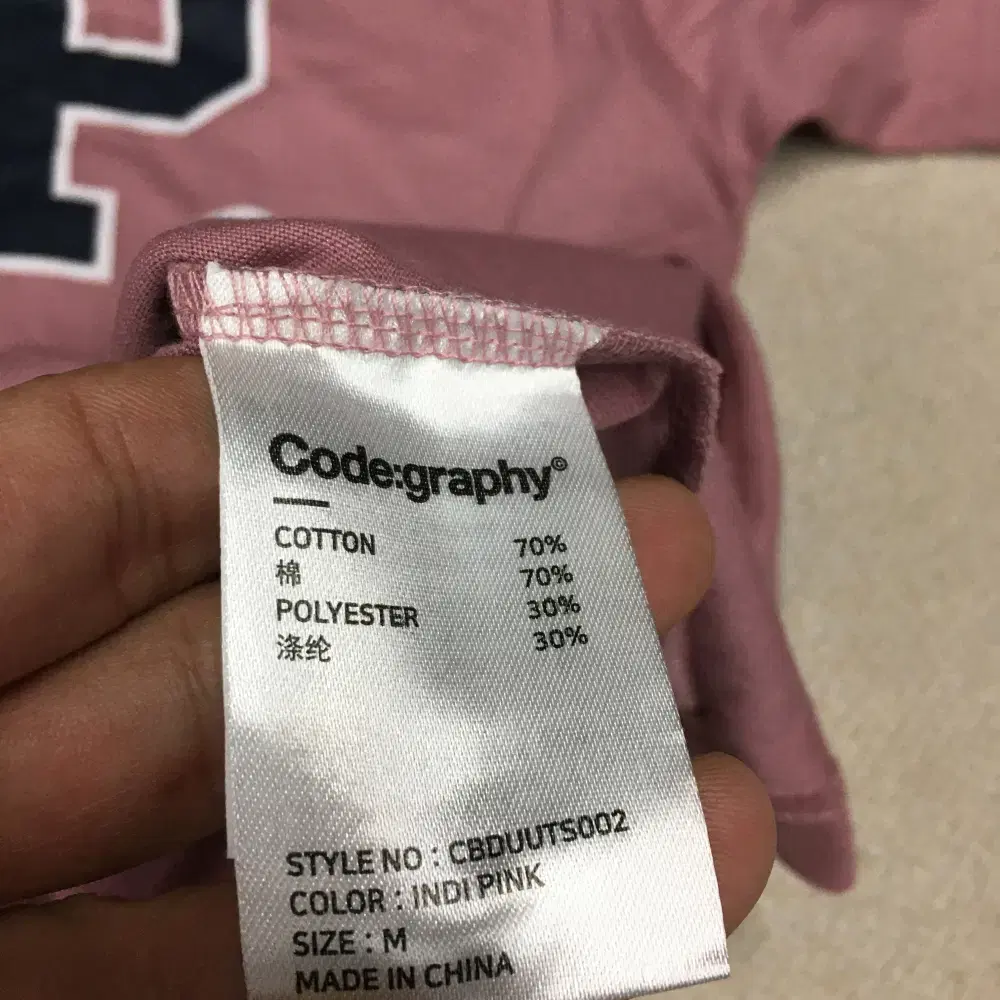 P
Code:graphy©
COTTON 70%
棉 70%
POLYESTER 30%
涤纶 30%
STYLE NO : CBDUUTS002
COLOR : INDI PINK
SIZE : M
MADE IN CHINA